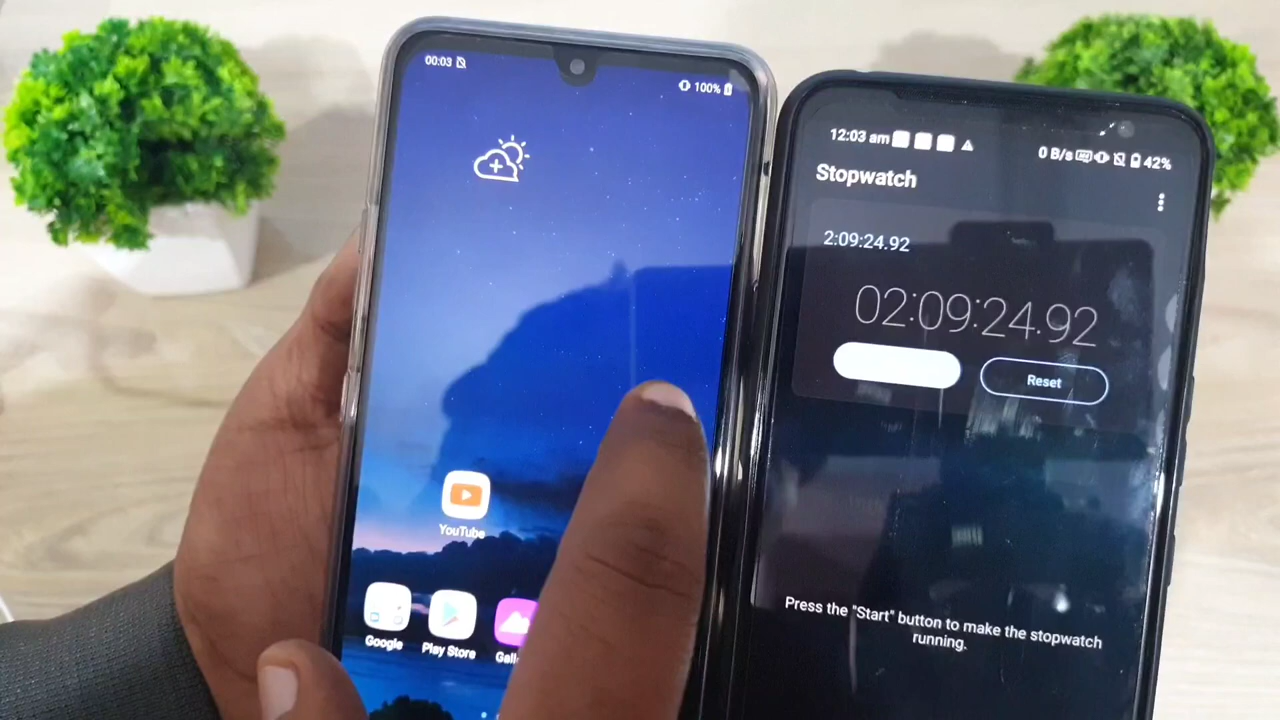 00:03
100%
YouTube
Google
Play Store
12:03 am
0 B/s
42%
Stopwatch
2:09:24.92
02:09:24.92
Reset
Press the "Start" button to make the stopwatch
running.